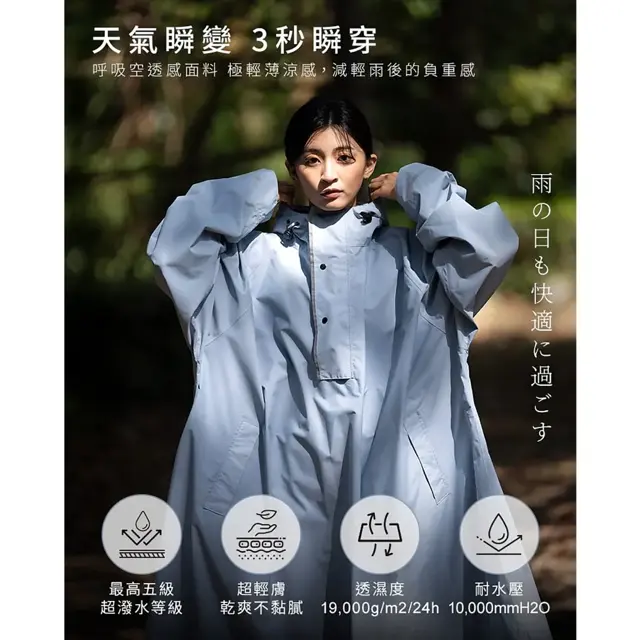 天氣瞬變 3秒瞬穿
呼吸空透感面料 極輕薄涼感，減輕雨後的負重感
雨の日も快適に過ごす
最高五級
超潑水等級
超輕膚
乾爽不黏膩
透濕度
19,000g/m2/24h
耐水壓
10,000mmH2O